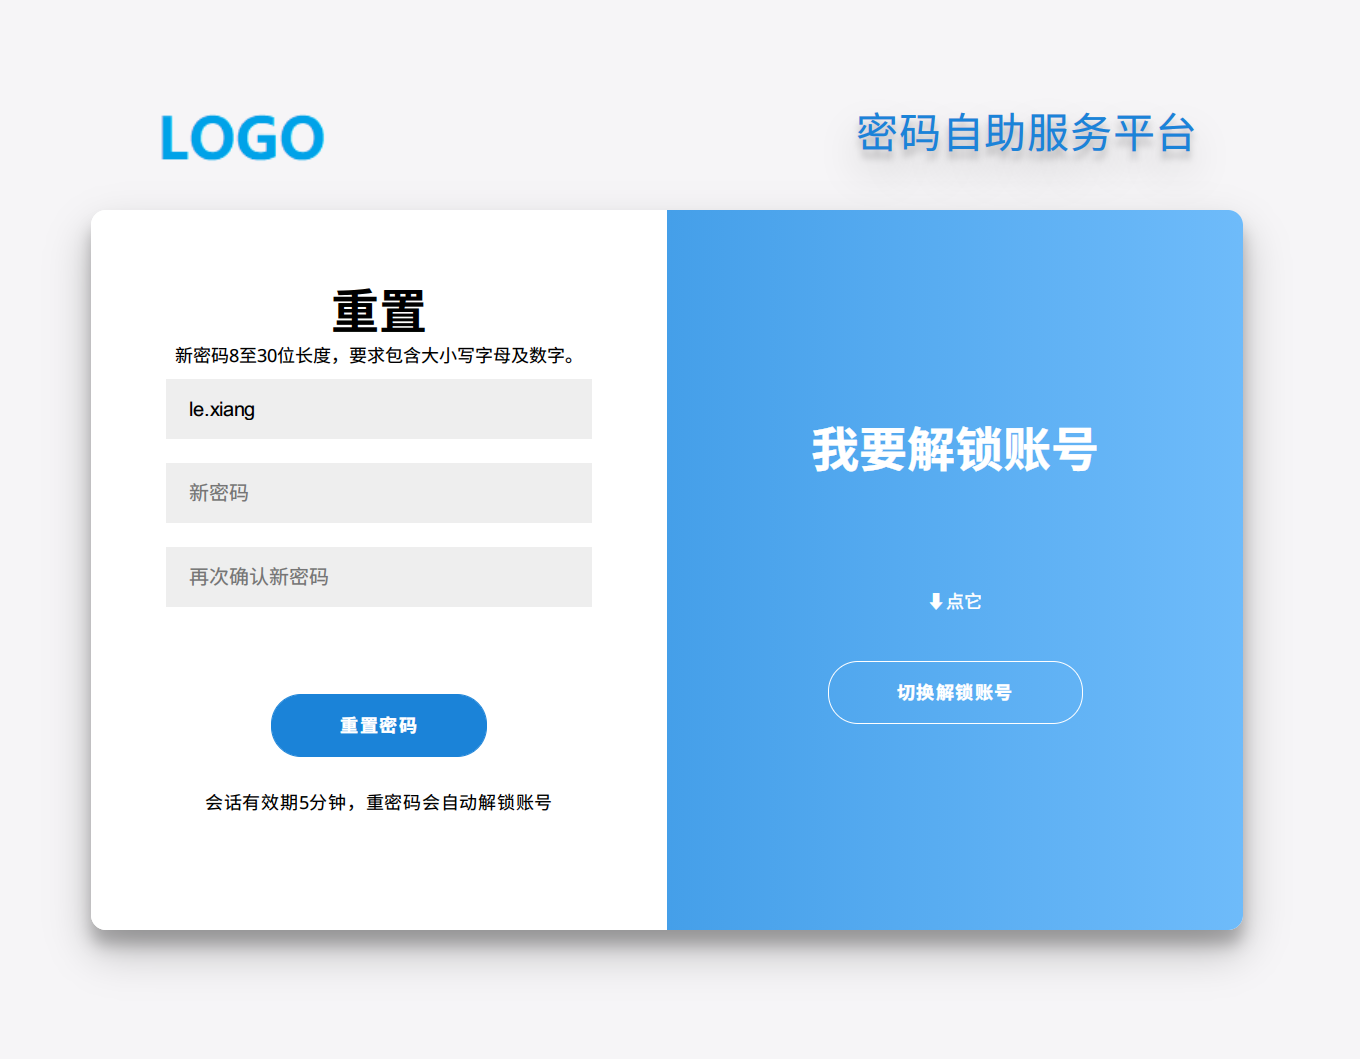 LOGO
密码自助服务平台
重置
新密码8至30位长度，要求包含大小写字母及数字。
le.xiang
新密码
再次确认新密码
重置密码
会话有效期5分钟，重密码会自动解锁账号
我要解锁账号
⬇点它
切换解锁账号